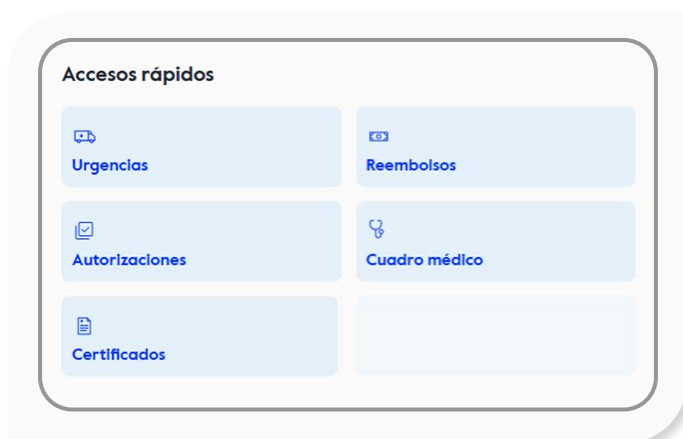 Accesos rápidos
Urgencias
Reembolsos
Autorizaciones
Cuadro médico
Certificados